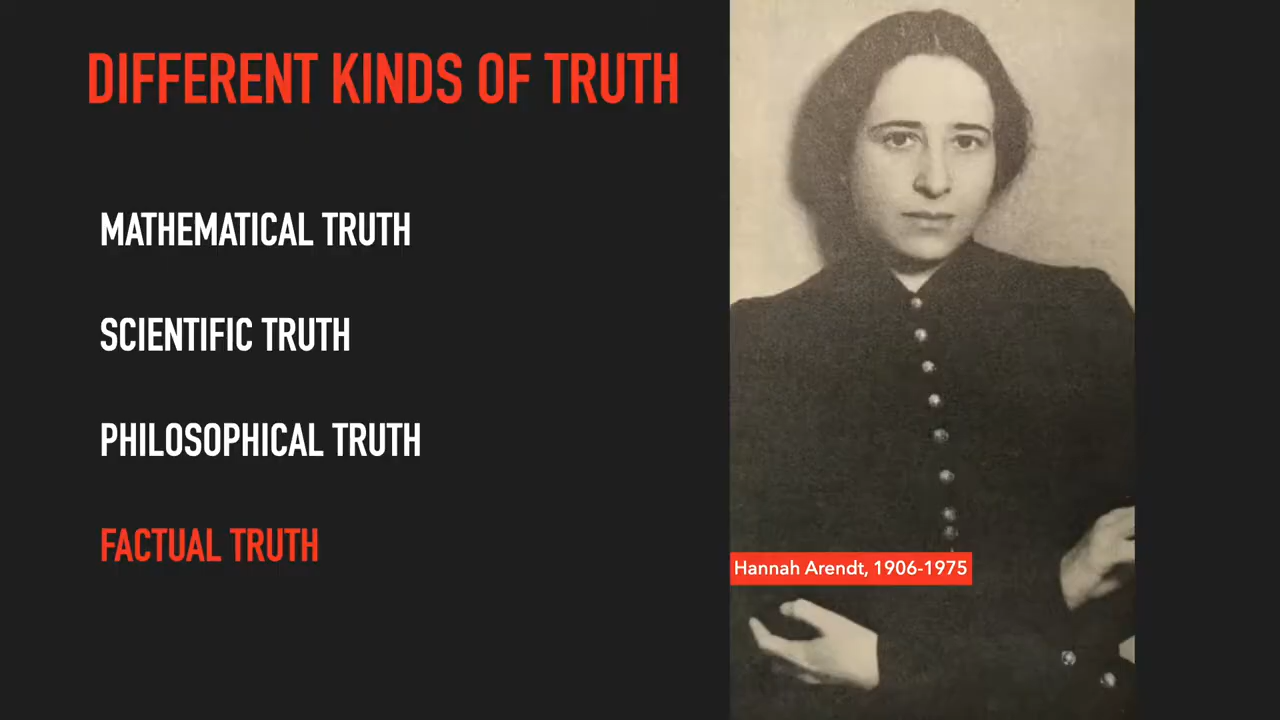 DIFFERENT KINDS OF TRUTH
MATHEMATICAL TRUTH
SCIENTIFIC TRUTH
PHILOSOPHICAL TRUTH
FACTUAL TRUTH
Hannah Arendt, 1906-1975